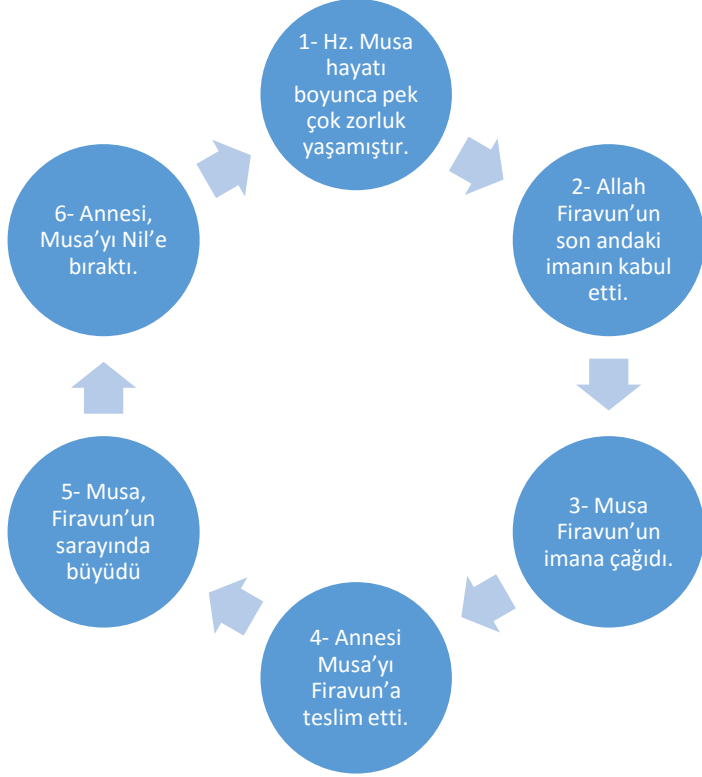 1- Hz. Musa
hayatı
boyunca pek
çok zorluk
yaşamıştır.
2- Allah
Firavun’un
son andaki
imanın kabul
etti.
3- Musa
Firavun’un
imana çağıdı.
4- Annesi
Musa’yı
Firavun’a
teslim etti.
5- Musa,
Firavun’un
sarayında
büyüdü
6- Annesi,
Musa’yı Nil’e
bıraktı.